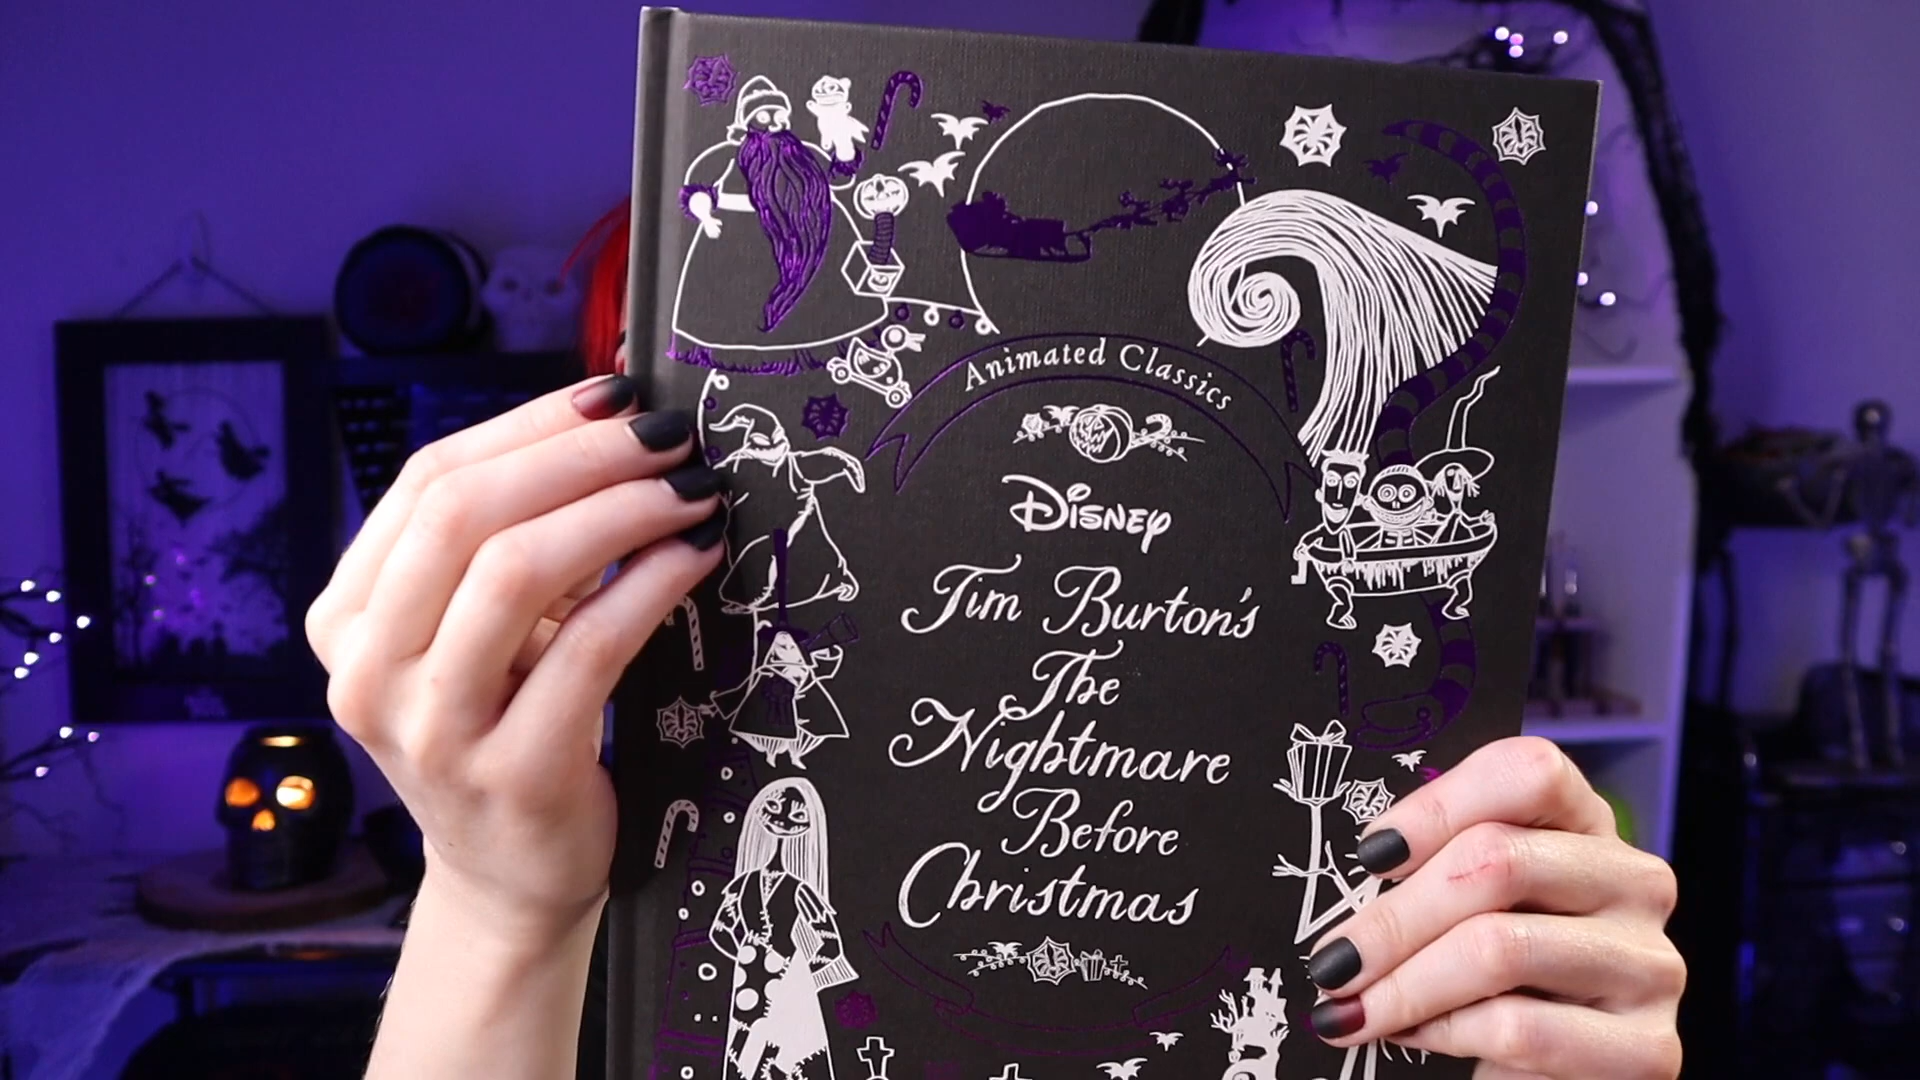 Animated Classics
Disney
Tim Burton's
The
Nightmare
Before
Christmas